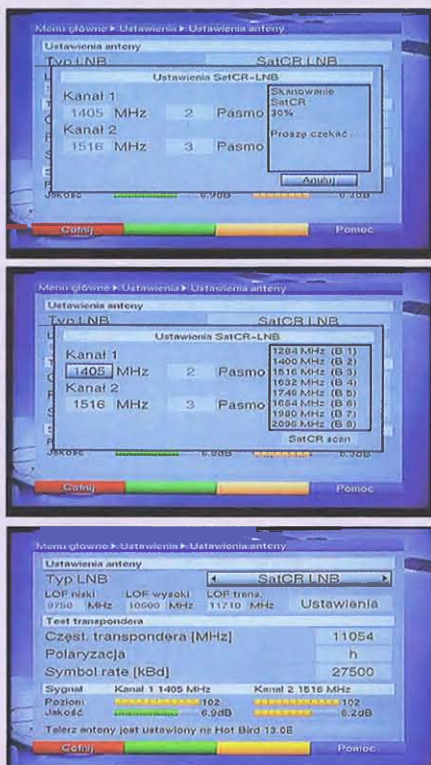 Menu główne ▸ Ustawienia ▸ Ustawienia anteny
Ustawienia anteny
Typ LNB SatCR LNB
Ustawienia SatCR-LNB
Kanał 1
1405 MHz 2 Pasmo
Kanał 2
1516 MHz 3 Pasmo
Skanowanie
SatCR
30%
Proszę czekać ...
Anuluj
Jakość 6.9dB 6.3dB
Cofnij Pomoc
Menu główne ▸ Ustawienia ▸ Ustawienia anteny
Ustawienia anteny
Typ LNB SatCR LNB
Ustawienia SatCR-LNB
Kanał 1
1405 MHz 2 Pasmo
Kanał 2
1516 MHz 3 Pasmo
1284 MHz (B 1)
1400 MHz (B 2)
1516 MHz (B 3)
1632 MHz (B 4)
1748 MHz (B 5)
1864 MHz (B 6)
1980 MHz (B 7)
2096 MHz (B 8)
SatCR scan
Jakość 6.9dB 6.3dB
Cofnij Pomoc
Menu główne ▸ Ustawienia ▸ Ustawienia anteny
Ustawienia anteny
Typ LNB SatCR LNB
LOF niski LOF wysoki LOF trans.
9750 MHz 10600 MHz 11710 MHz Ustawienia
Test transpondera
Częst. transpondera [MHz] 11054
Polaryzacja h
Symbol rate [kBd] 27500
Sygnał Kanał 1 1405 MHz Kanał 2 1516 MHz
Poziom 102 102
Jakość 6.9dB 6.2dB
Talerz anteny jest ustawiony na Hot Bird 13.0E
Cofnij Pomoc